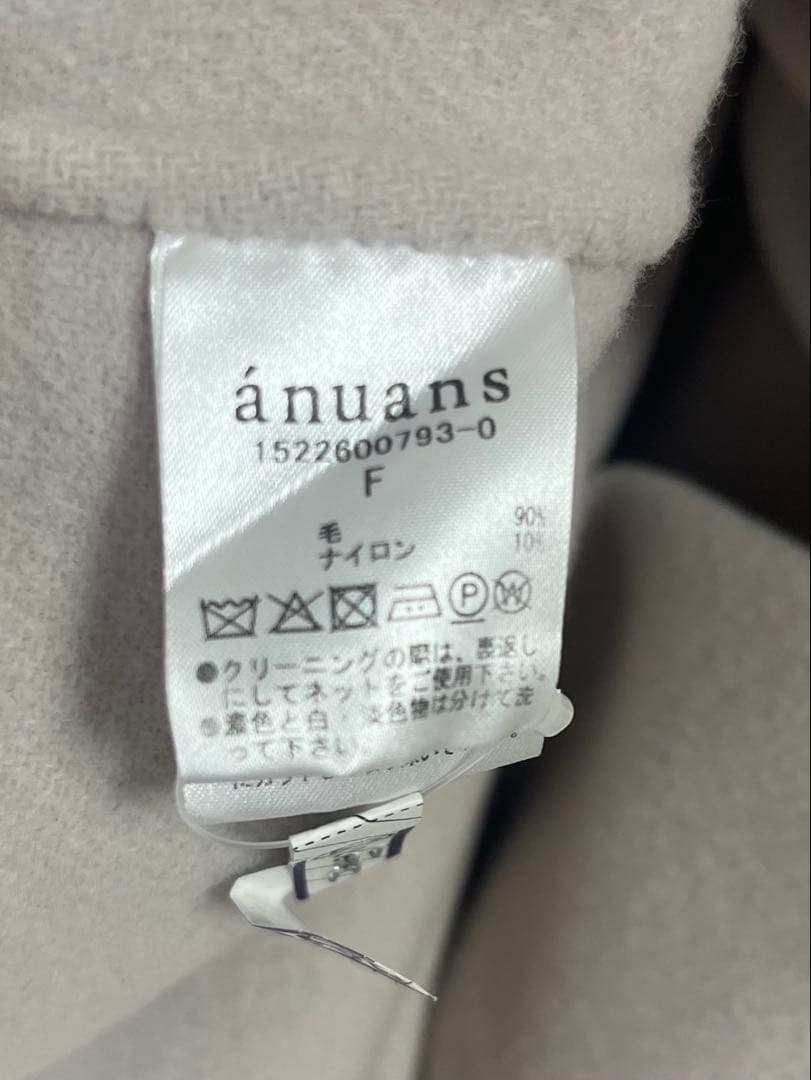 ánuans
1522600793-0
F
毛 90%
ナイロン 10%
P W
●クリーニングの際は、裏返し
にしてネットをご使用下さい。
●濃色と白・淡色物は分けて洗
って下さい